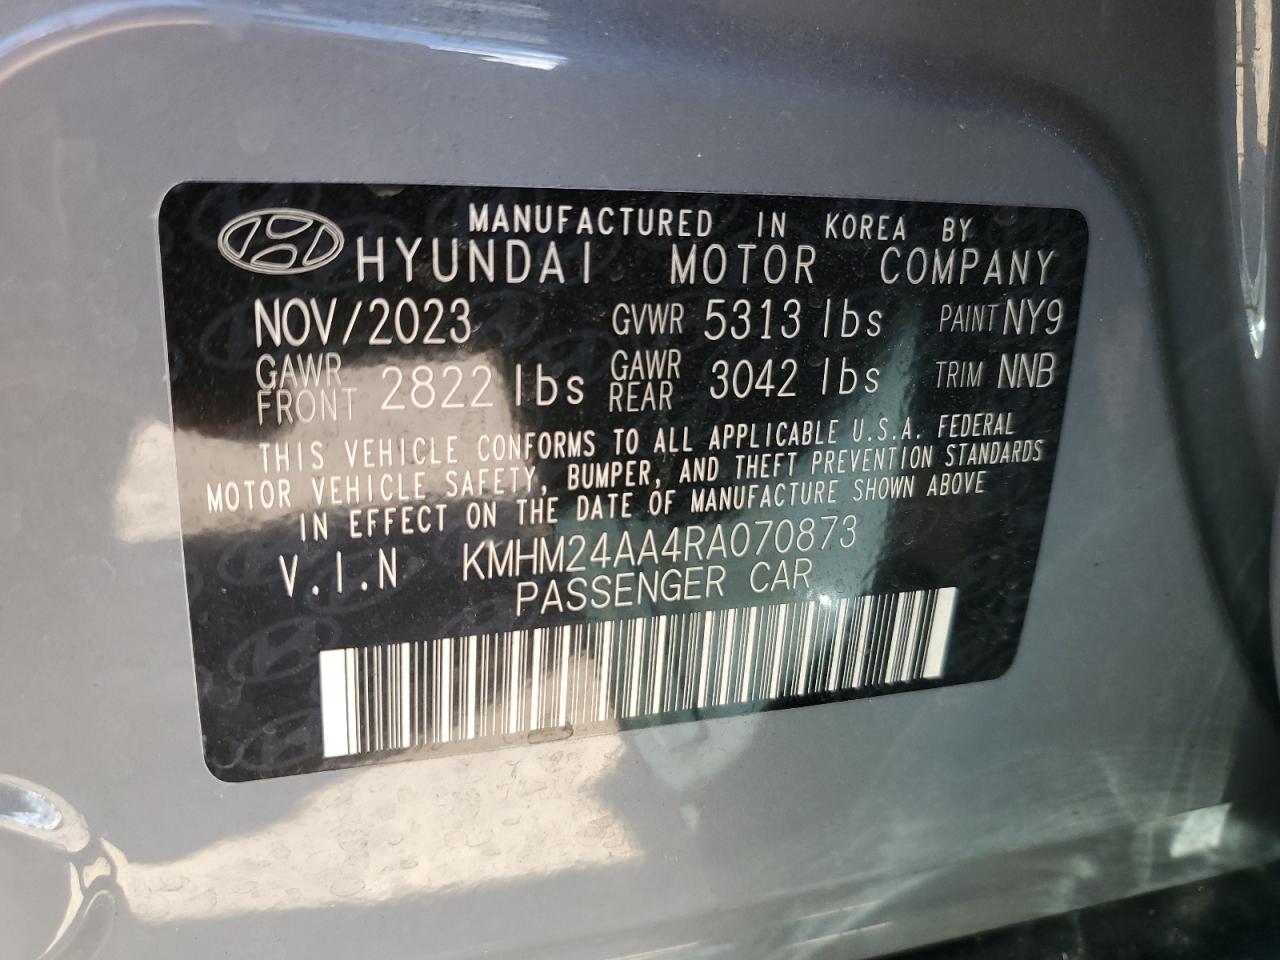 MANUFACTURED IN KOREA BY
HYUNDAI MOTOR COMPANY
NOV/2023 GVWR 5313 lbs PAINT NY9
GAWR FRONT 2822 lbs GAWR REAR 3042 lbs TRIM NNB
THIS VEHICLE CONFORMS TO ALL APPLICABLE U.S.A. FEDERAL
MOTOR VEHICLE SAFETY, BUMPER, AND THEFT PREVENTION STANDARDS
IN EFFECT ON THE DATE OF MANUFACTURE SHOWN ABOVE
V.I.N KMHM24AA4RA070873
PASSENGER CAR